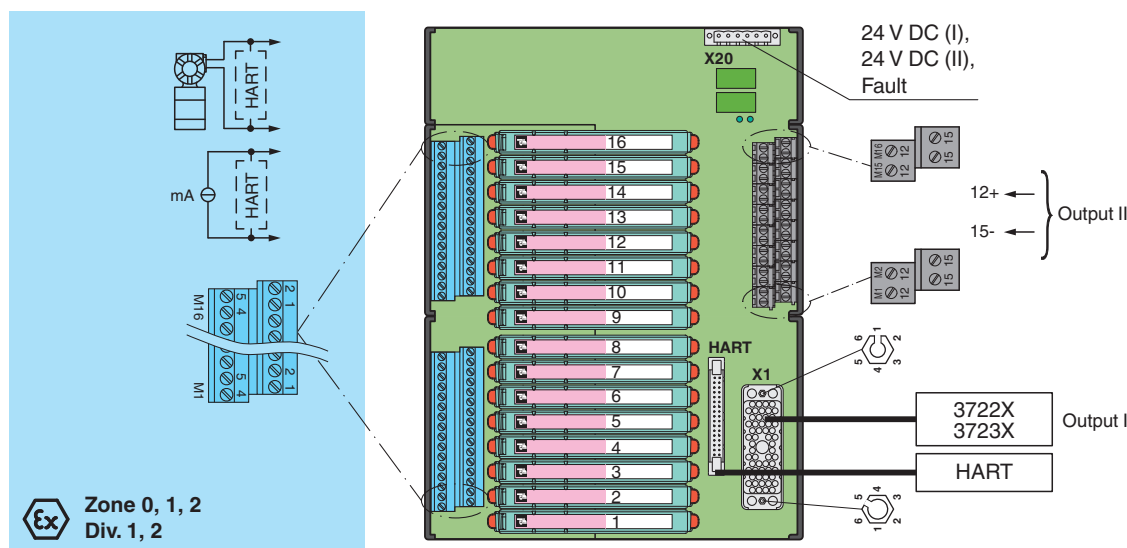 HART
HART
mA
M16
5
4
2
1
M1
5
4
2
1
Ex
Zone 0, 1, 2
Div. 1, 2
X20
24 V DC (I),
24 V DC (II),
Fault
16
15
14
13
12
11
10
9
8
7
6
5
4
3
2
1
M15 M16
12 12
15 15
12+
15-
Output II
M1 M2
12 12
15 15
HART
X1
6 1 2
5 4 3
3722X
3723X
Output I
HART
5 4 3
6 1 2